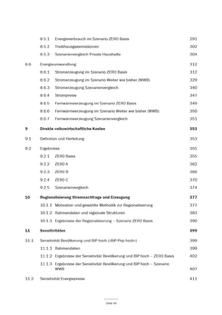 8.5.1 Energieverbrauch im Szenario ZERO Basis 291
8.5.2 Treibhausgasemissionen 302
8.5.3 Szenarienvergleich Private Haushalte 304
8.6 Energieumwandlung 312
8.6.1 Stromerzeugung im Szenario ZERO Basis 312
8.6.2 Stromerzeugung im Szenario Weiter wie bisher (WWB) 329
8.6.3 Stromerzeugung Szenarienvergleich 340
8.6.4 Strompreise 347
8.6.5 Fernwärmeerzeugung im Szenario ZERO Basis 349
8.6.6 Fernwärmeerzeugung im Szenario Weiter wie bisher (WWB) 350
8.6.7 Fernwärmeerzeugung Szenarienvergleich 351
9 Direkte volkswirtschaftliche Kosten 353
9.1 Definition und Herleitung 353
9.2 Ergebnisse 355
9.2.1 ZERO Basis 355
9.2.2 ZERO A 362
9.2.3 ZERO B 366
9.2.4 ZERO C 370
9.2.5 Szenarienvergleich 374
10 Regionalisierung Stromnachfrage und Erzeugung 377
10.1.1 Motivation und gewählte Methodik zur Regionalisierung 377
10.1.2 Rahmendaten und regionale Strukturen 383
10.1.3 Ergebnisse der Regionalisierung – Szenario ZERO Basis 390
11 Sensitivitäten 399
11.1 Sensitivität Bevölkerung und BIP hoch («BIP-Pop hoch») 399
11.1.1 Rahmendaten 399
11.1.2 Ergebnisse der Sensitivität Bevölkerung und BIP hoch – ZERO Basis 402
11.1.3 Ergebnisse der Sensitivität Bevölkerung und BIP hoch – Szenario
WWB 407
11.2 Sensitivität Energiepreise 411